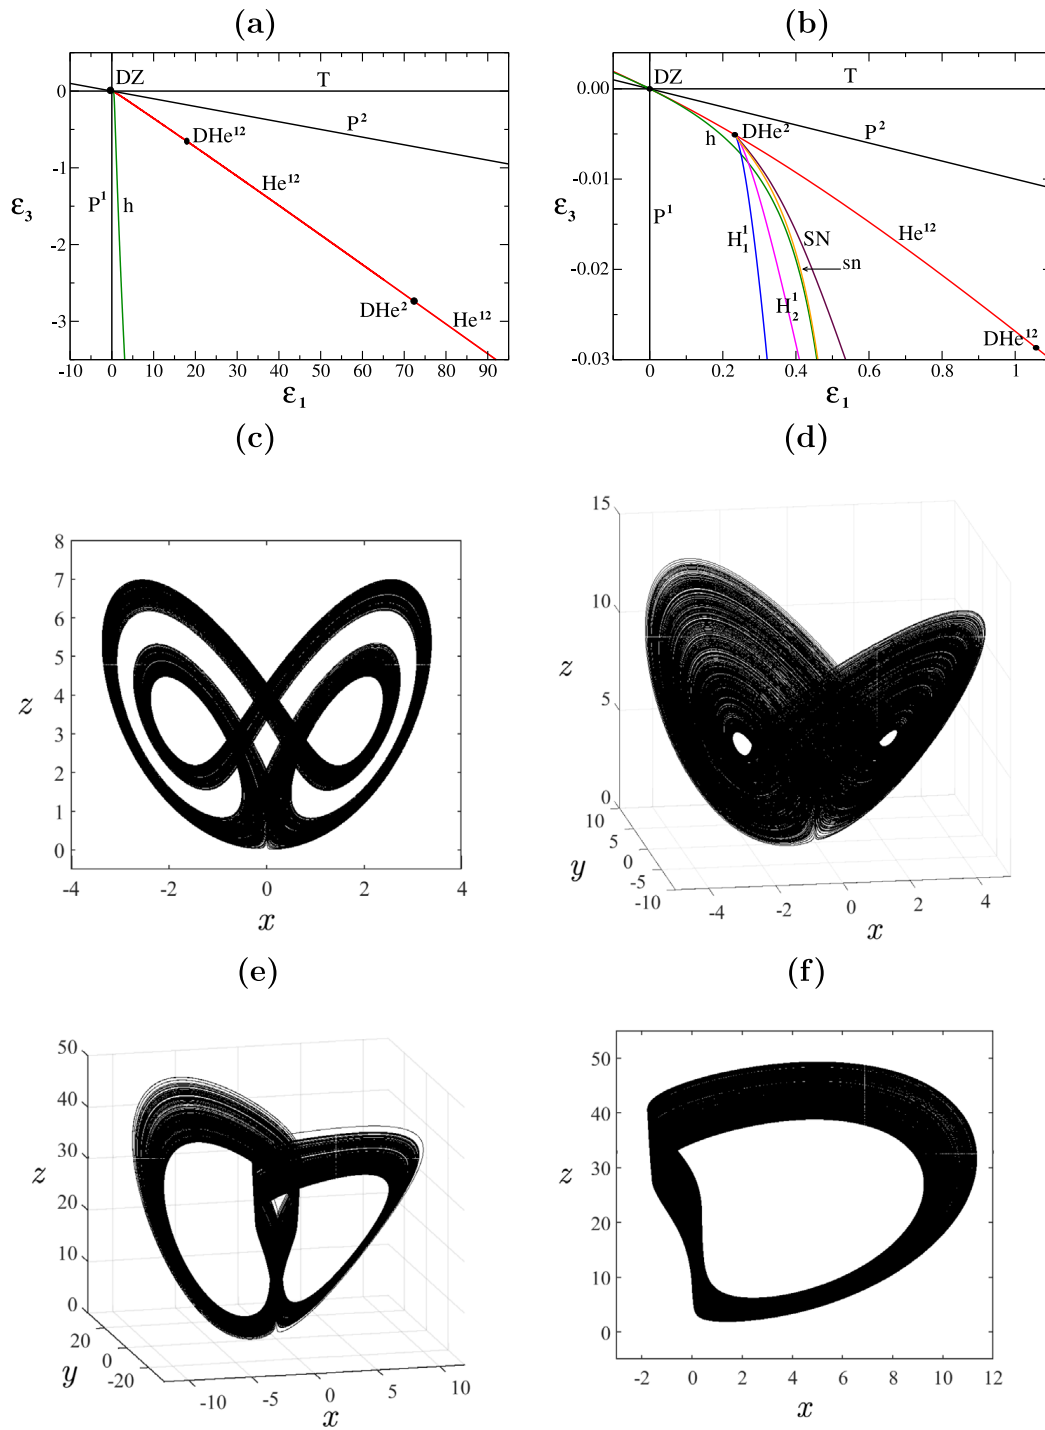 (a)
(b)
DZ
T
P²
DHe¹²
He¹²
P¹
h
DHe²
He¹²
ε₃
0
-1
-2
-3
-10 0 10 20 30 40 50 60 70 80 90
ε₁
DZ
T
P²
DHe²
h
He¹²
P¹
H¹₁
SN
sn
H¹₂
DHe¹²
ε₃
0.00
-0.01
-0.02
-0.03
0 0.2 0.4 0.6 0.8 1
ε₁
(c)
(d)
z
8
7
6
5
4
3
2
1
0
-4 -2 0 2 4
x
z
15
10
5
0
y
10
5
0
-5
-10
-4 -2 0 2 4
x
(e)
(f)
z
50
40
30
20
10
0
y
20
0
-20
-10 -5 0 5 10
x
z
50
40
30
20
10
0
-2 0 2 4 6 8 10 12
x